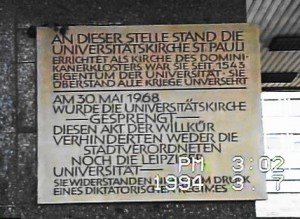 AN DIESER STELLE STAND DIE
UNIVERSITÄTSKIRCHE ST. PAULI
ERRICHTET ALS KIRCHE DES DOMINI-
KANERKLOSTERS WAR SIE SEIT 1543
EIGENTUM DER UNIVERSITÄT · SIE
ÜBERSTAND ALLE KRIEGE UNVERSEHRT
AM 30. MAI 1968
WURDE DIE UNIVERSITÄTSKIRCHE
GESPRENGT
DIESEN AKT DER WILLKÜR
VERHINDERTEN WEDER DIE
STADTVERORDNETEN
NOCH DIE LEIPZIGER
UNIVERSITÄT
SIE WIDERSTANDEN DRUCK
EINES DIKTATORISCHEN REGIMES
PM 3:02
1994 3. 7